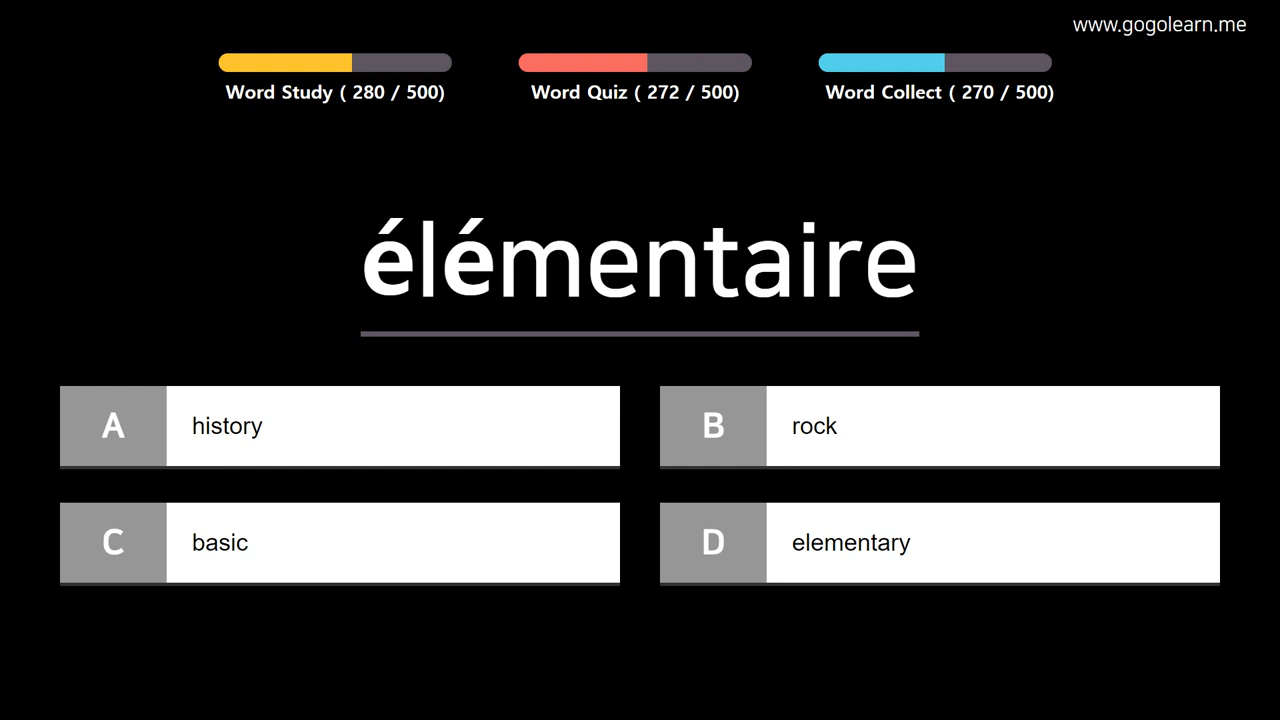 www.gogolearn.me
Word Study ( 280 / 500)
Word Quiz ( 272 / 500)
Word Collect ( 270 / 500)
élémentaire
A history
B rock
C basic
D elementary